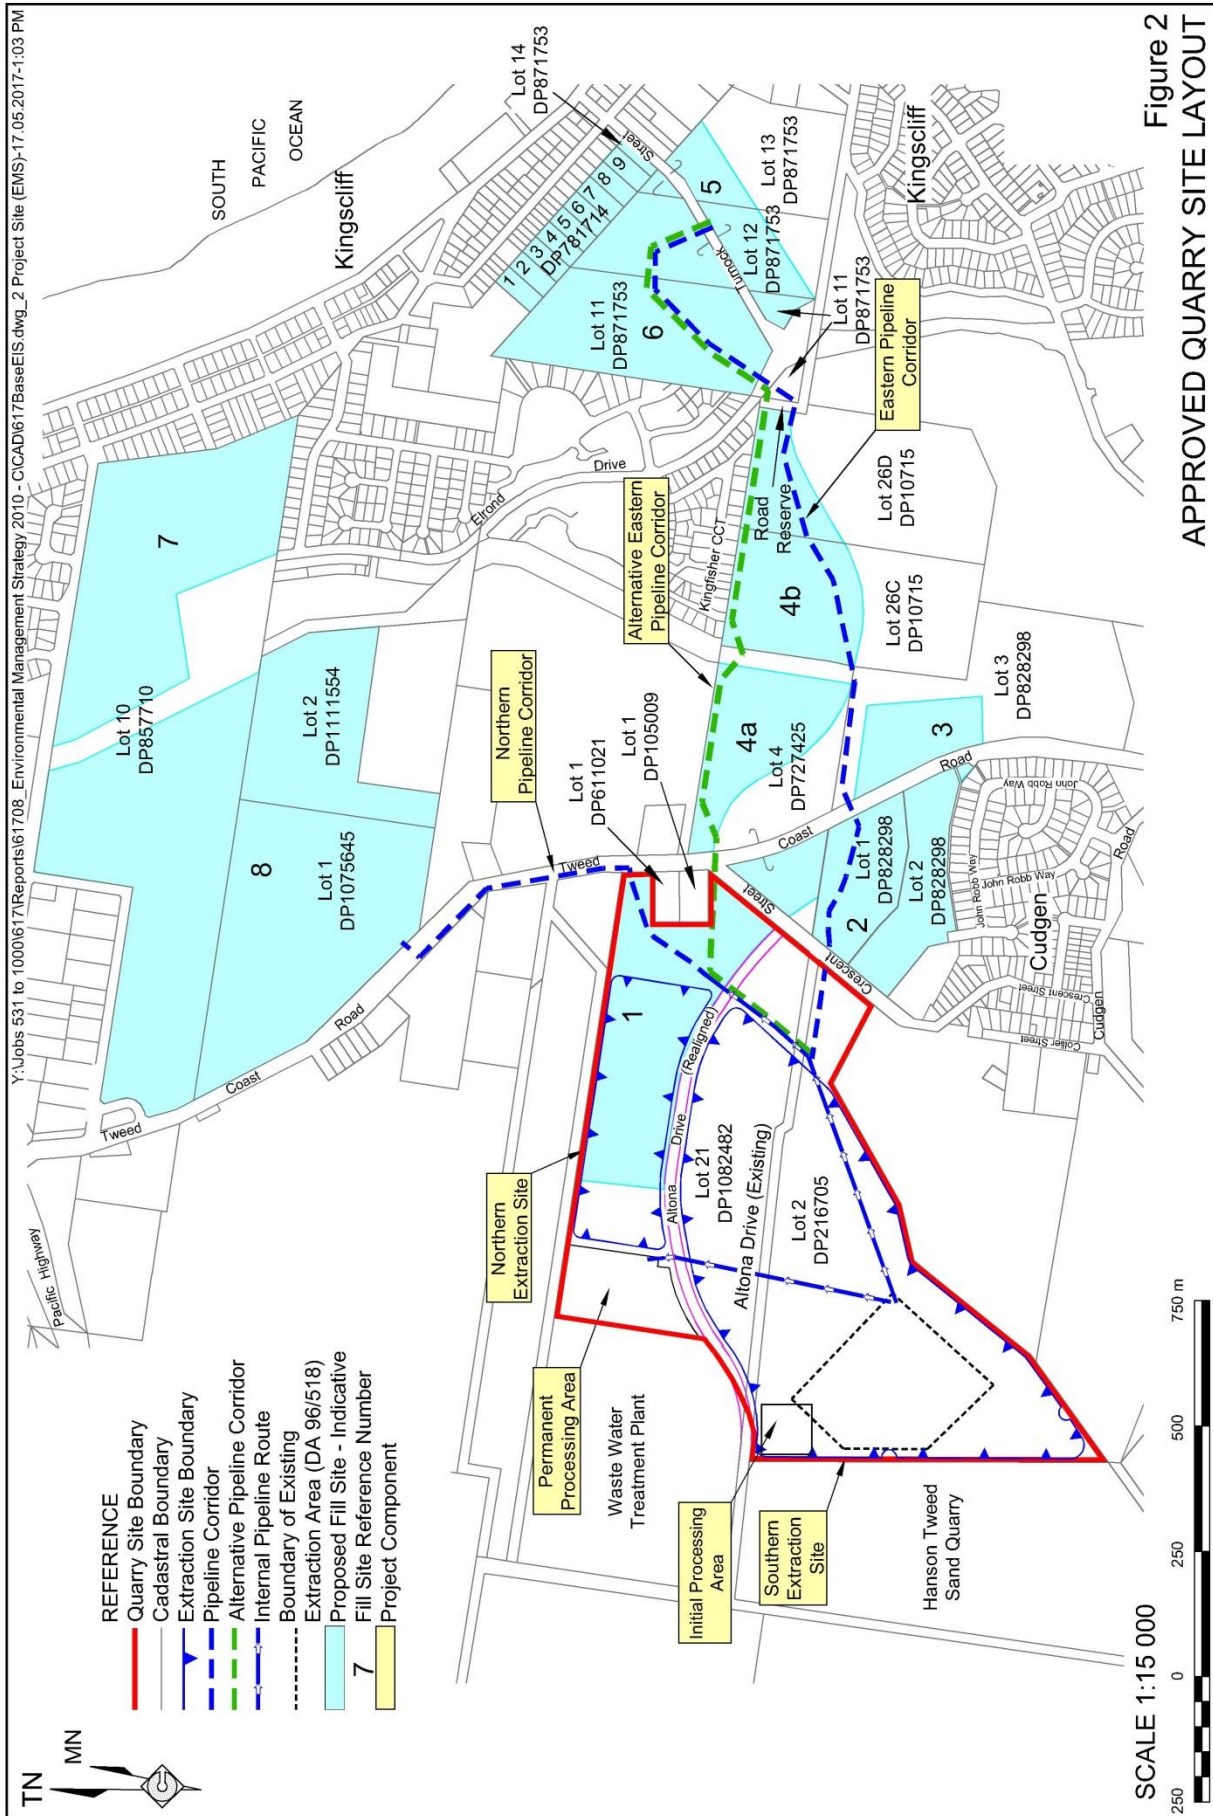 Y:\Jobs 531 to 1000\617\Reports\61708_Environmental Management Strategy 2010 - C\CAD\617BaseEIS.dwg_2 Project Site (EMS)-17.05.2017-1:03 PM
TN
MN
REFERENCE
Quarry Site Boundary
Cadastral Boundary
Extraction Site Boundary
Pipeline Corridor
Alternative Pipeline Corridor
Internal Pipeline Route
Boundary of Existing
Extraction Area (DA 96/518)
Proposed Fill Site - Indicative
7
Fill Site Reference Number
Project Component
Pacific Highway
Tweed
Coast
Road
Lot 10
DP857710
7
8
Lot 1
DP1075645
Lot 2
DP1111554
Elrond
Drive
Kingscliff
SOUTH
PACIFIC
OCEAN
Lot 14
DP871753
Street
1
2
3
4
5
6
7
8
9
DP781714
Lot 11
DP871753
6
5
Lot 13
DP871753
Lot 12
DP871753
Turnock
Lot 11
DP871753
Kingscliff
Eastern Pipeline
Corridor
Alternative Eastern
Pipeline Corridor
Kingfisher CCT
Road
Reserve
Lot 26D
DP10715
Lot 26C
DP10715
4b
4a
Lot 4
DP727425
Northern
Pipeline Corridor
Lot 1
DP611021
Lot 1
DP105009
Tweed
Coast
Road
3
Lot 3
DP828298
Lot 1
DP828298
Lot 2
DP828298
2
Street
Crescent
John Robb Way
John Robb Way
John Robb Way
Cudgen
Crescent Street
Collier Street
Cudgen
Road
Northern
Extraction Site
1
Altona
Drive
(Realigned)
Lot 21
DP1082482
Altona Drive (Existing)
Lot 2
DP216705
Permanent
Processing Area
Waste Water
Treatment Plant
Initial Processing
Area
Southern
Extraction
Site
Hanson Tweed
Sand Quarry
SCALE 1:15 000
250
0
250
500
750 m
Figure 2
APPROVED QUARRY SITE LAYOUT